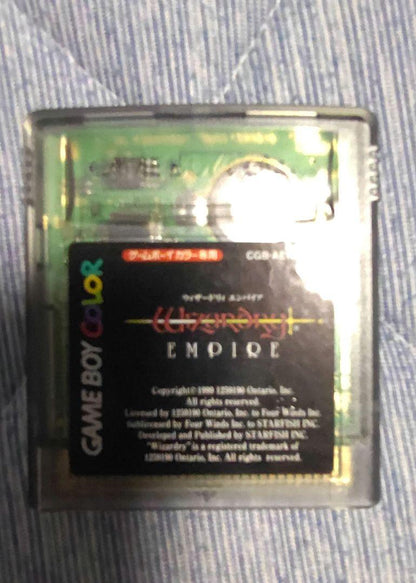 ゲームボーイカラー専用
GAME BOY COLOR
ウィザードリィ エンパイア
Wizardry
EMPIRE
Copyright© 1999 1259190 Ontario, Inc.
All rights reserved.
Licensed by 1259190 Ontario, Inc. to Four Winds Inc.
Sublicensed by Four Winds Inc. to STARFISH INC.
Developed and Published by STARFISH INC.
"Wizardry" is a registered trademark of
1259190 Ontario, Inc. All rights reserved.